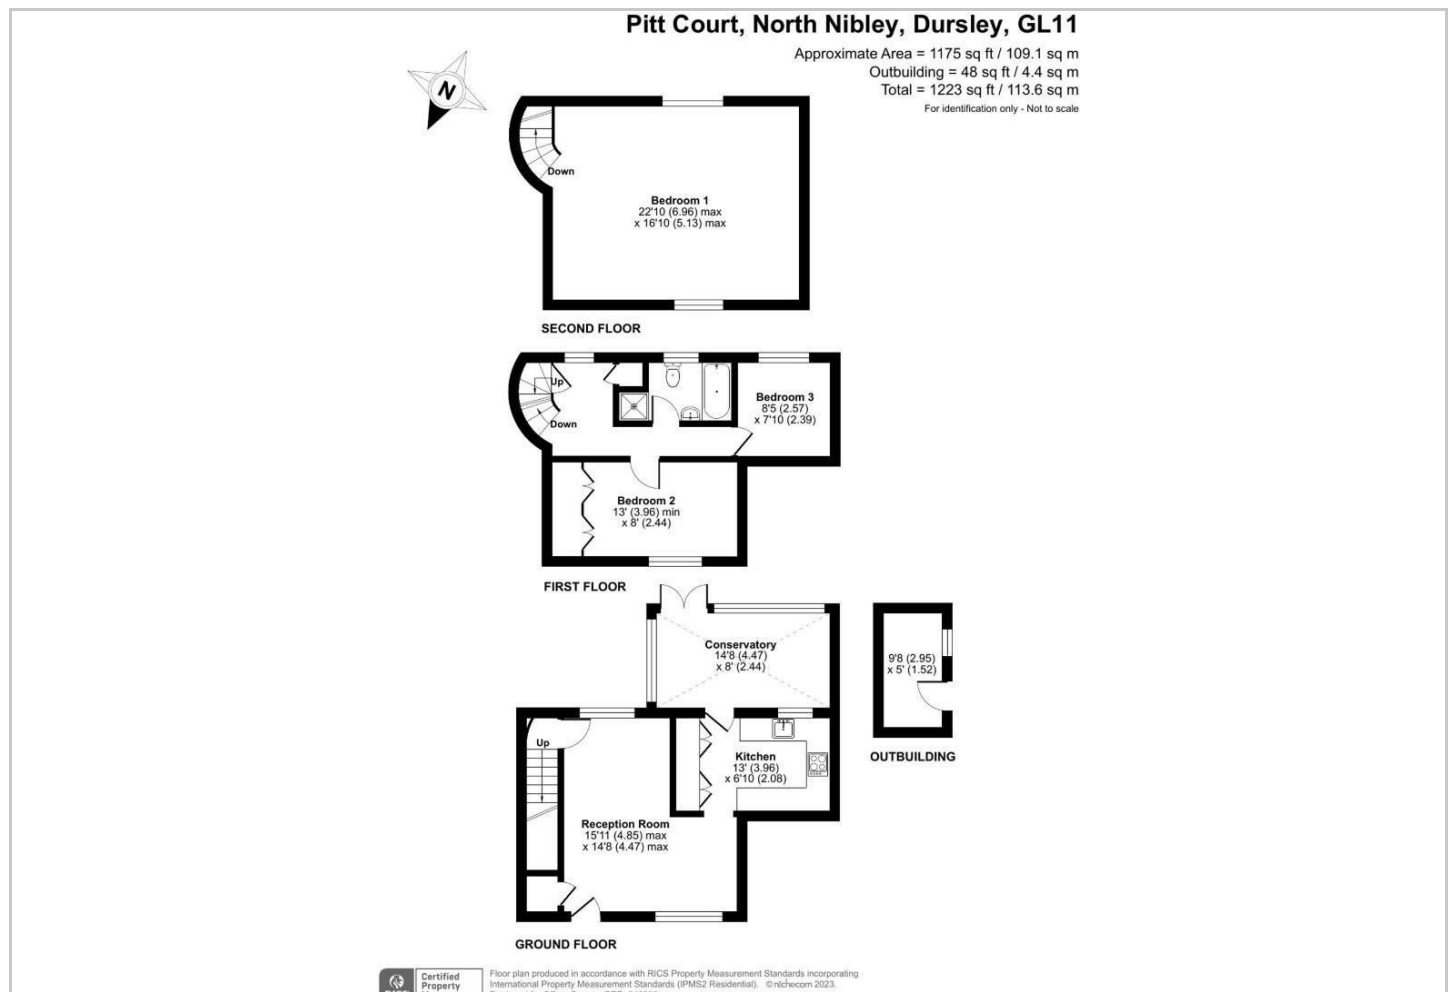 Pitt Court, North Nibley, Dursley, GL11
Approximate Area = 1175 sq ft / 109.1 sq m
Outbuilding = 48 sq ft / 4.4 sq m
Total = 1223 sq ft / 113.6 sq m
For identification only - Not to scale
N
Down
Bedroom 1
22'10 (6.96) max
x 16'10 (5.13) max
SECOND FLOOR
Up
Down
Bedroom 3
8'5 (2.57)
x 7'10 (2.39)
Bedroom 2
13' (3.96) min
x 8' (2.44)
FIRST FLOOR
Conservatory
14'8 (4.47)
x 8' (2.44)
9'8 (2.95)
x 5' (1.52)
OUTBUILDING
Up
Kitchen
13' (3.96)
x 6'10 (2.08)
Reception Room
15'11 (4.85) max
x 14'8 (4.47) max
GROUND FLOOR
Certified
Property
Floor plan produced in accordance with RICS Property Measurement Standards incorporating
International Property Measurement Standards (IPMS2 Residential). © nichecom 2023.